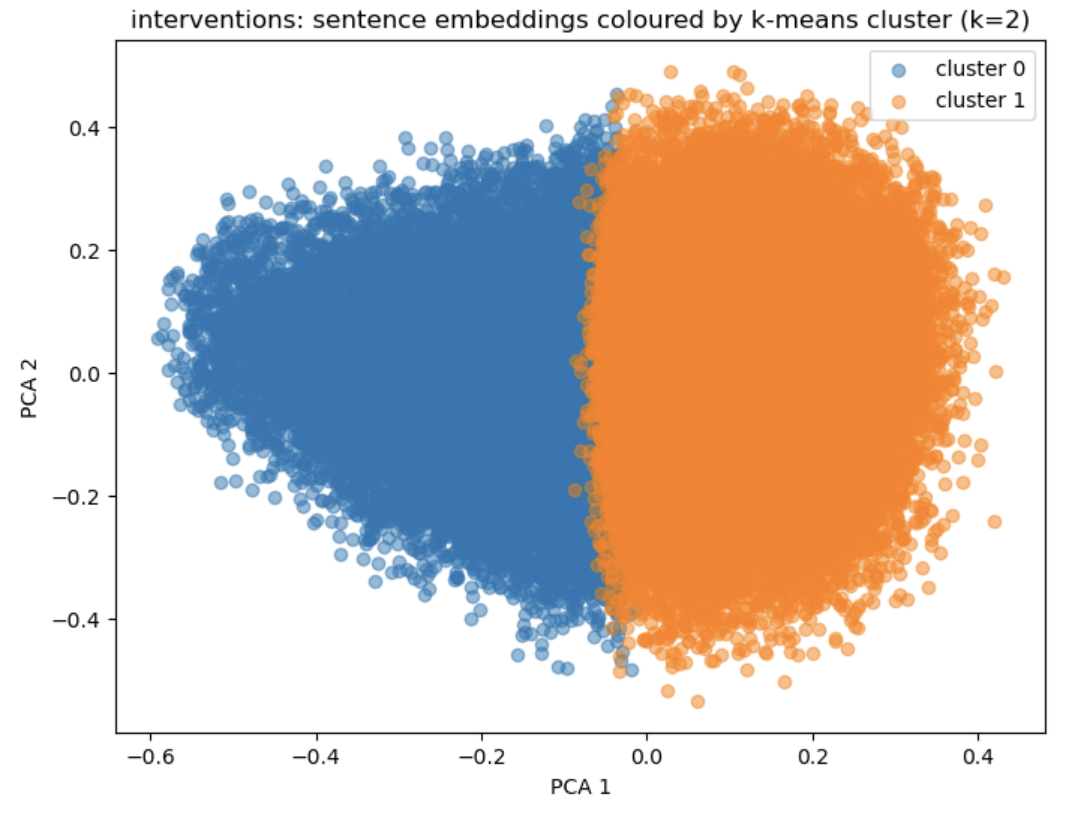 interventions: sentence embeddings coloured by k-means cluster (k=2)
cluster 0
cluster 1
PCA 2
0.4
0.2
0.0
−0.2
−0.4
−0.6
−0.4
−0.2
0.0
0.2
0.4
PCA 1